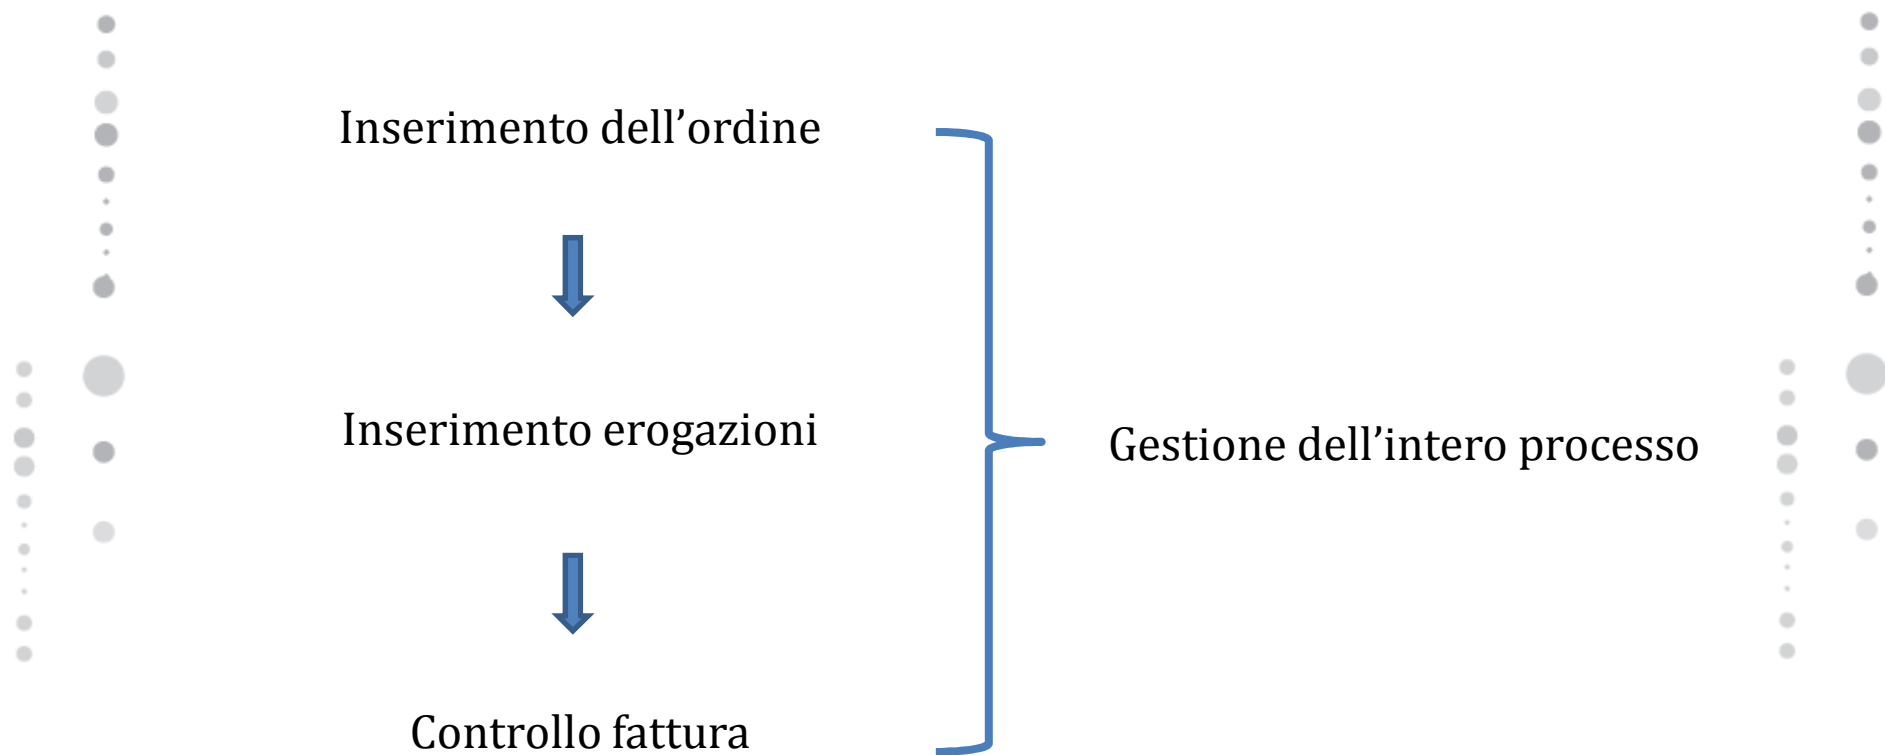 Inserimento dell’ordine
Inserimento erogazioni
Gestione dell’intero processo
Controllo fattura